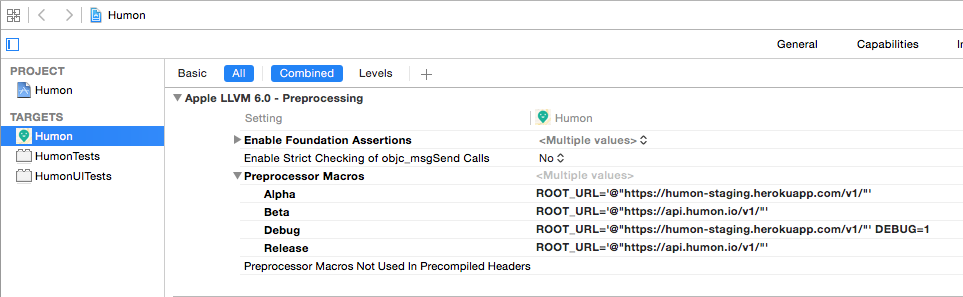 Humon
General Capabilities In
PROJECT
Humon
TARGETS
Humon
HumonTests
HumonUITests
Basic All Combined Levels +
Apple LLVM 6.0 - Preprocessing
Setting Humon
Enable Foundation Assertions <Multiple values>
Enable Strict Checking of objc_msgSend Calls No
Preprocessor Macros <Multiple values>
Alpha ROOT_URL='@"https://humon-staging.herokuapp.com/v1/"'
Beta ROOT_URL='@"https://api.humon.io/v1/"'
Debug ROOT_URL='@"https://humon-staging.herokuapp.com/v1/"' DEBUG=1
Release ROOT_URL='@"https://api.humon.io/v1/"'
Preprocessor Macros Not Used In Precompiled Headers